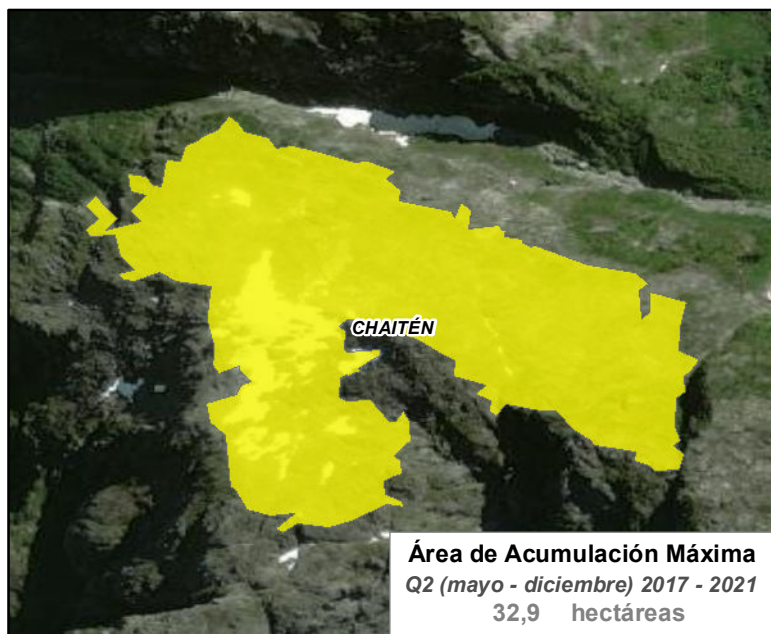 CHAITÉN
Área de Acumulación Máxima
Q2 (mayo - diciembre) 2017 - 2021
32,9 hectáreas